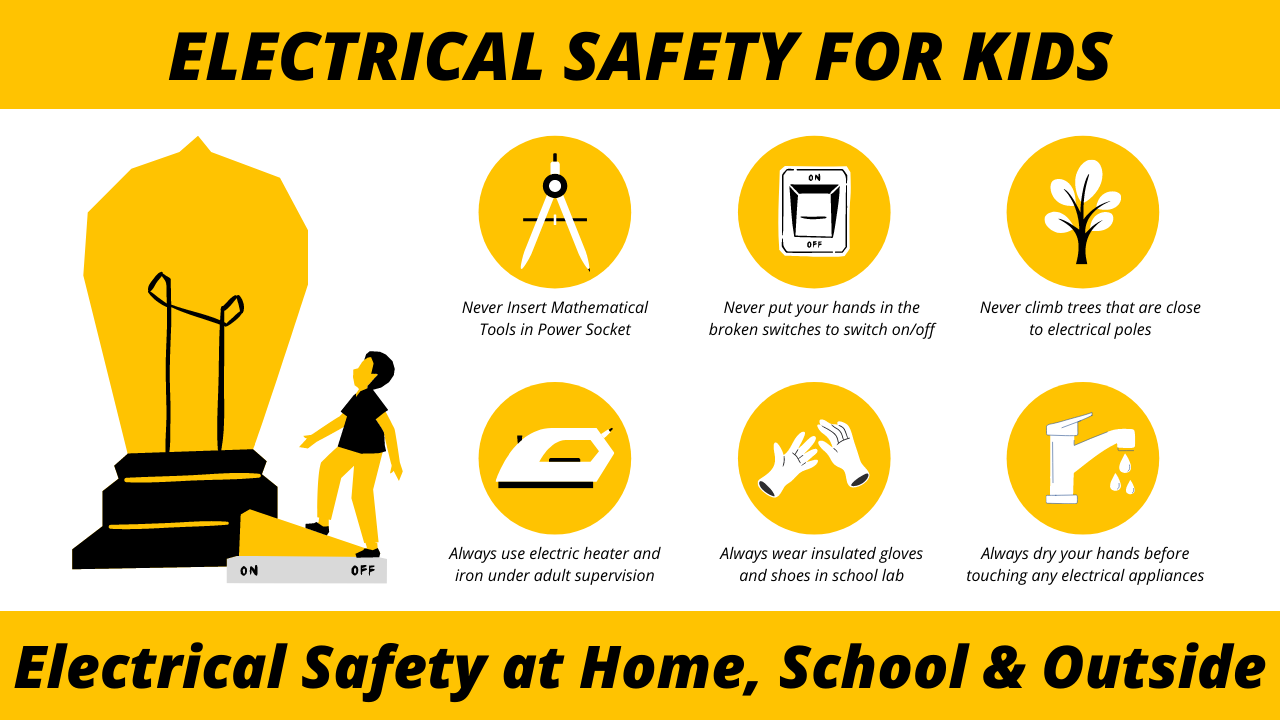 ELECTRICAL SAFETY FOR KIDS
ON
OFF
Never Insert Mathematical
Tools in Power Socket
Never put your hands in the
broken switches to switch on/off
Never climb trees that are close
to electrical poles
Always use electric heater and
iron under adult supervision
Always wear insulated gloves
and shoes in school lab
Always dry your hands before
touching any electrical appliances
ON OFF
Electrical Safety at Home, School & Outside